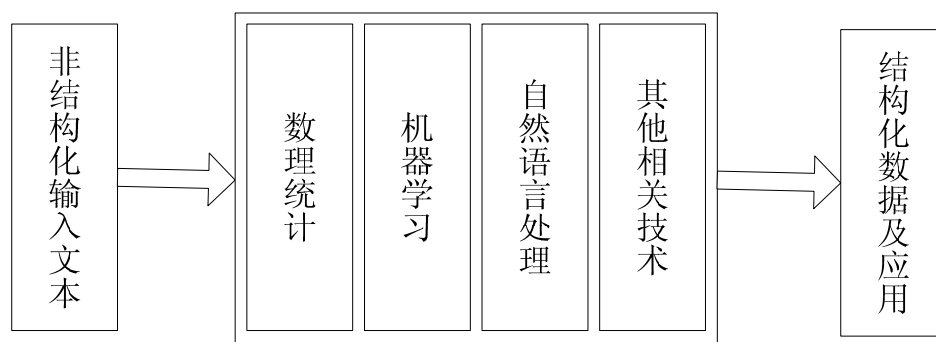 非结构化输入文本
数理统计
机器学习
自然语言处理
其他相关技术
结构化数据及应用